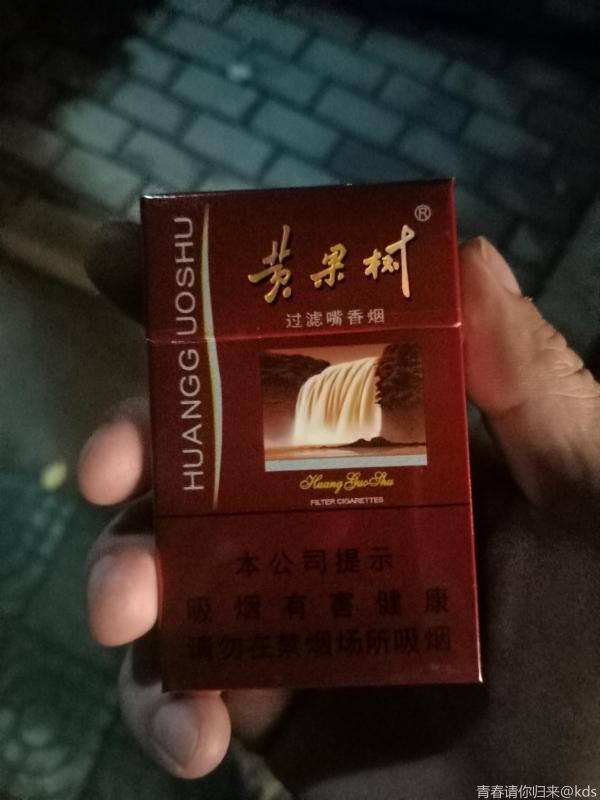 HUANGGUOSHU
黄果树®
过滤嘴香烟
Huang Guo Shu
FILTER CIGARETTES
本公司提示
吸烟有害健康
请勿在禁烟场所吸烟
青春请你归来@kds